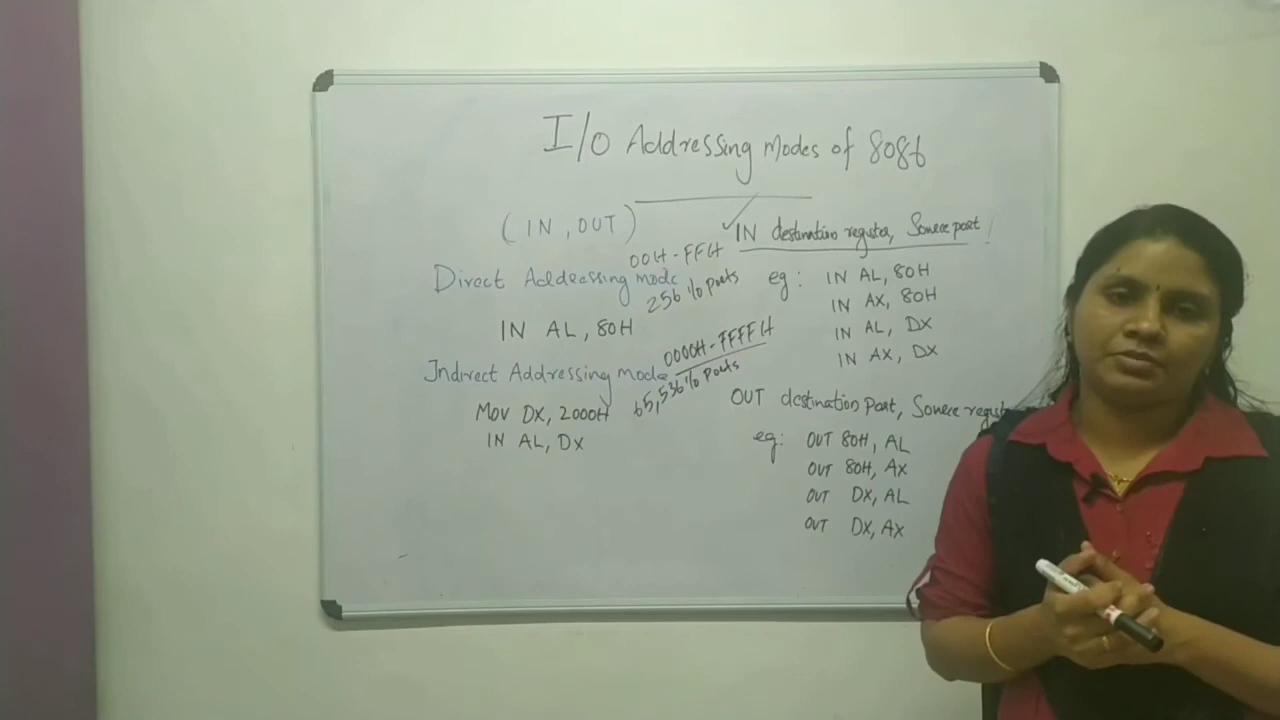 I/O Addressing Modes of 8086
(IN, OUT)
IN destination register, Source port
Direct Addressing mode
00H-FFH
256 I/O ports
IN AL, 80H
Indirect Addressing mode
0000H-FFFFH
65,536 I/O ports
MOV DX, 2000H
IN AL, DX
eg: IN AL, 80H
IN AX, 80H
IN AL, DX
IN AX, DX
OUT destination port, Source regist
eg: OUT 80H, AL
OUT 80H, AX
OUT DX, AL
OUT DX, AX